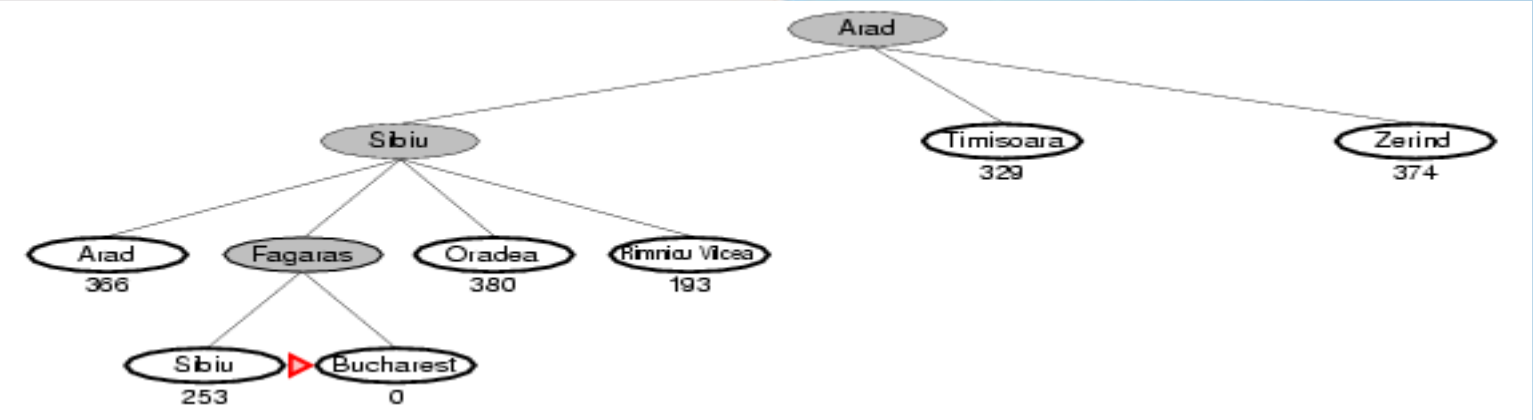 Arad
Sibiu Timisoara Zerind
329 374
Arad Fagaras Oradea Rimnicu Vilcea
366 380 193
Sibiu Bucharest
253 0